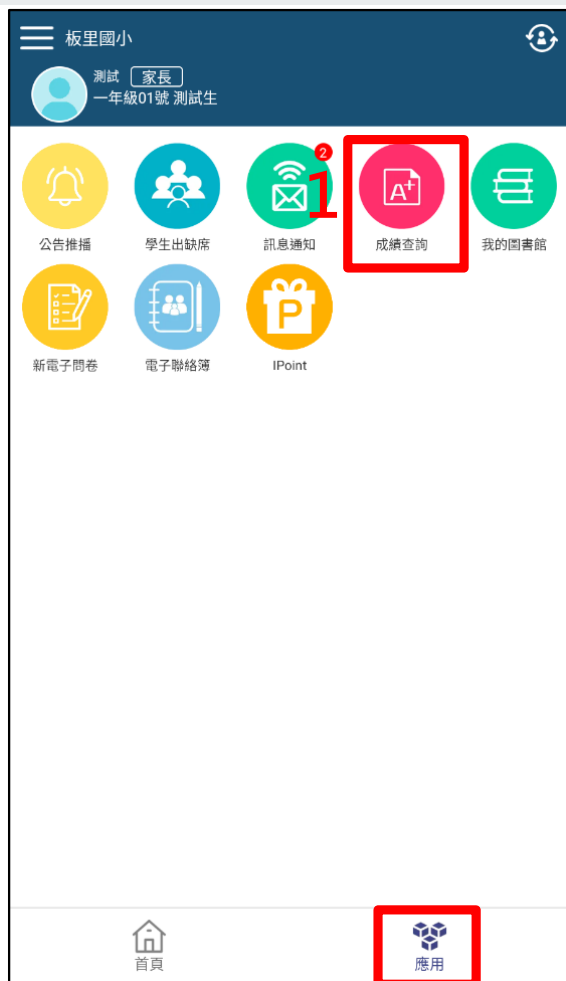 板里國小
測試 家長
一年級01號 測試生
2
1
A+
公告推播 學生出缺席 訊息通知 成績查詢 我的圖書館
P
新電子問卷 電子聯絡簿 IPoint
首頁 應用